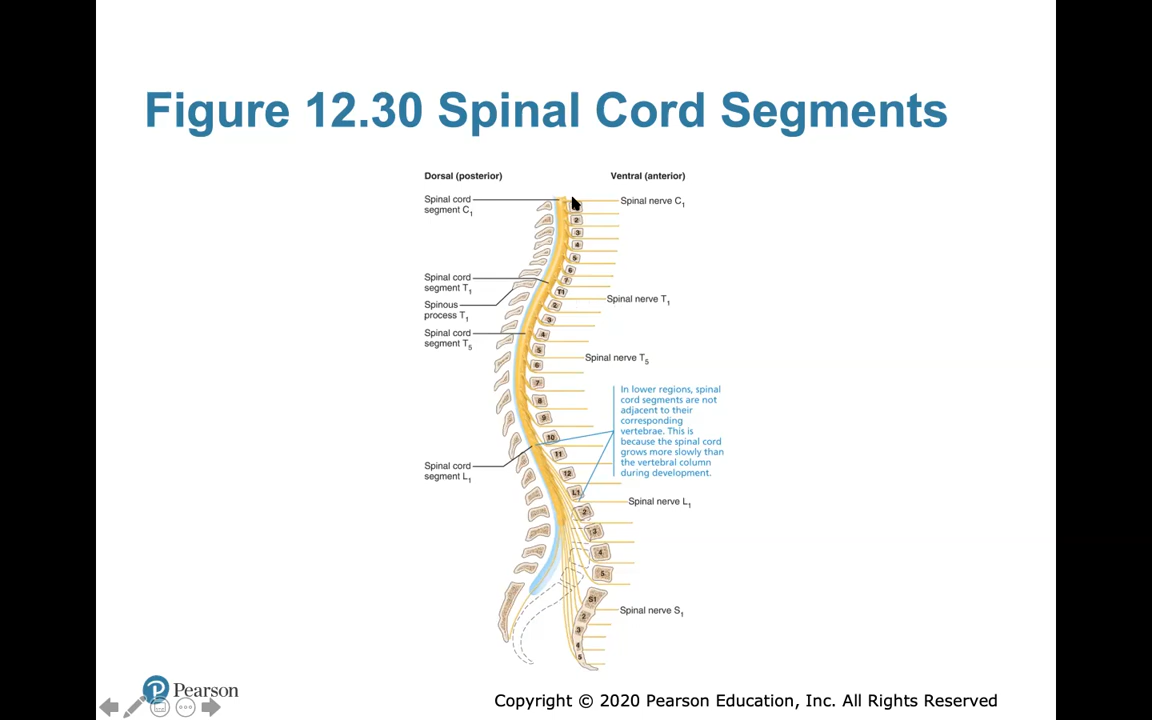 Figure 12.30 Spinal Cord Segments
Dorsal (posterior)
Ventral (anterior)
Spinal cord
segment C1
Spinal nerve C1
2
3
4
5
6
7
Spinal cord
segment T1
T1
Spinal nerve T1
Spinous
process T1
2
3
Spinal cord
segment T5
4
5
Spinal nerve T5
6
7
8
9
10
11
12
In lower regions, spinal
cord segments are not
adjacent to their
corresponding
vertebrae. This is
because the spinal cord
grows more slowly than
the vertebral column
during development.
Spinal cord
segment L1
L1
Spinal nerve L1
2
3
4
5
S1
Spinal nerve S1
2
3
4
5
P Pearson
Copyright © 2020 Pearson Education, Inc. All Rights Reserved